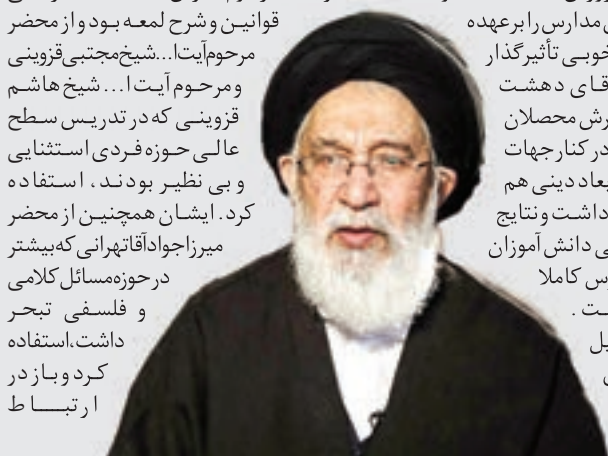 مدارس را برعهده
خوبی تأثیرگذار
دهشت
محصلان
در کنار جهات
دینی هم
داشت و نتایج
دانش آموزان
کاملا
قوانین و شرح لمعه بود و از محضر
مرحوم آیت‌ا... شیخ مجتبی قزوینی
و مرحوم آیت‌ا... شیخ هاشم
قزوینی که در تدریس سطح
عالی حوزه فردی استثنایی
و بی نظیر بودند، استفاده
کرد. ایشان همچنین از محضر
میرزا جواد آقا تهرانی که بیشتر
در حوزه مسائل کلامی
و فلسفی تبحر
داشت، استفاده
کرد و باز در
ارتباط